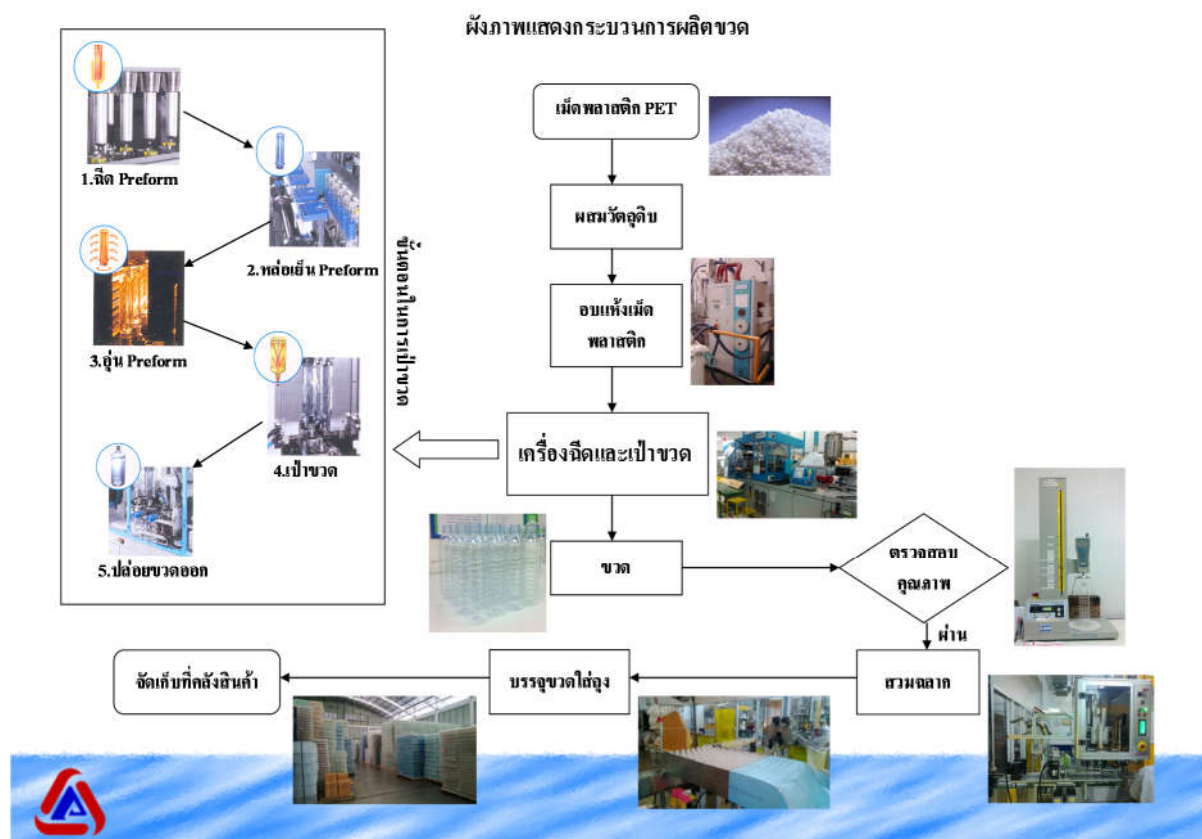 ผังภาพแสดงกระบวนการผลิตขวด
1.ฉีด Preform
2.หล่อเย็น Preform
3.อุ่น Preform
4.เป่าขวด
5.ปล่อยขวดออก
ขั้นตอนในการเป่าขวด
เม็ดพลาสติก PET
ผสมวัตถุดิบ
อบแห้งเม็ด
พลาสติก
เครื่องฉีดและเป่าขวด
ขวด
ตรวจสอบ
คุณภาพ
ผ่าน
สวมฉลาก
บรรจุขวดใส่ถุง
จัดเก็บที่คลังสินค้า